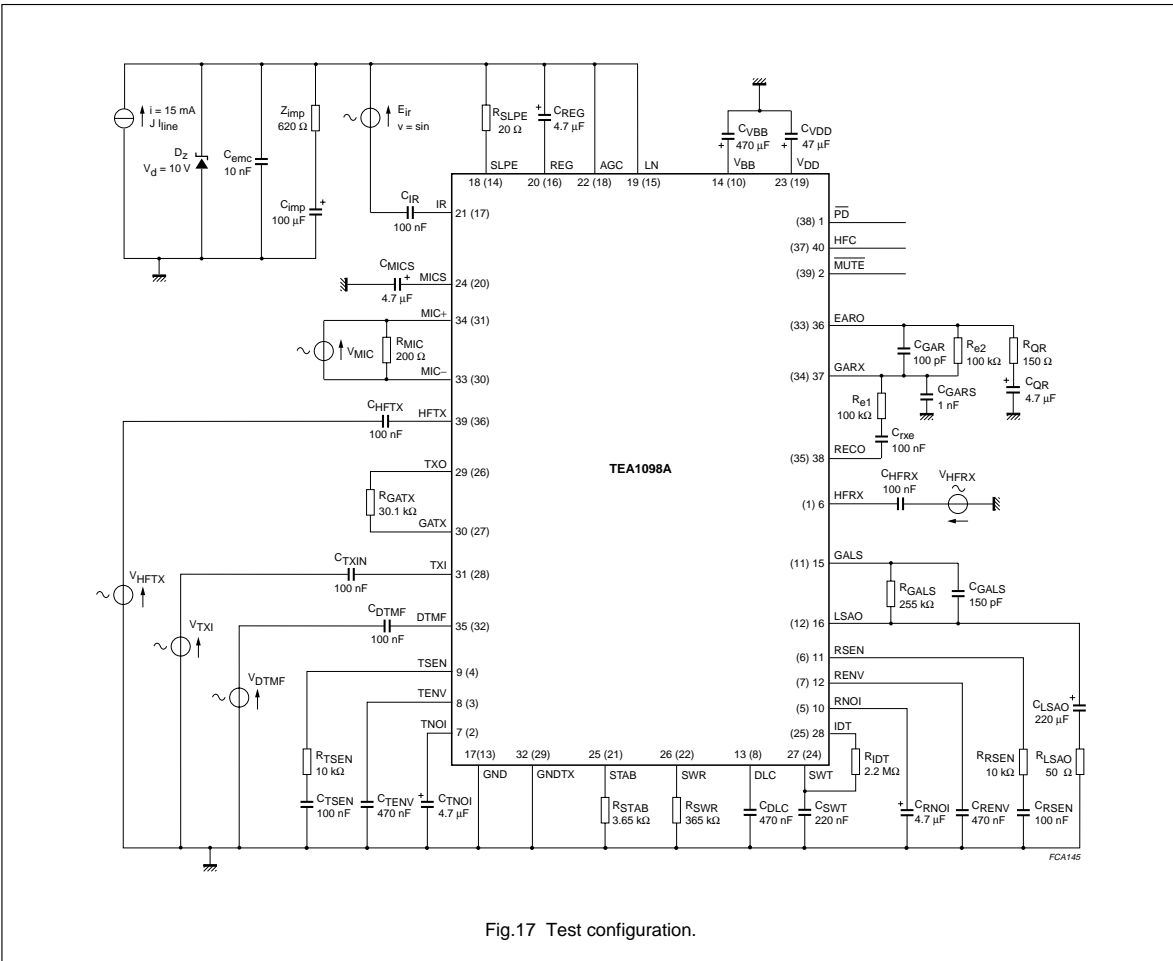 i = 15 mA
J Iline
Dz
Vd = 10 V
Cemc
10 nF
Zimp
620 Ω
Cimp
100 μF
+
Eir
v = sin
CIR
100 nF
IR
21 (17)
RSLPE
20 Ω
SLPE
18 (14)
+
CREG
4.7 μF
REG
20 (16)
AGC
22 (18)
LN
19 (15)
CVBB
470 μF
+
VBB
14 (10)
CVDD
47 μF
+
VDD
23 (19)
CMICS
+
4.7 μF
MICS
24 (20)
MIC+
34 (31)
VMIC
RMIC
200 Ω
MIC−
33 (30)
CHFTX
100 nF
HFTX
39 (36)
TXO
29 (26)
RGATX
30.1 kΩ
GATX
30 (27)
CTXIN
100 nF
TXI
31 (28)
VHFTX
VTXI
CDTMF
100 nF
DTMF
35 (32)
VDTMF
TSEN
9 (4)
TENV
8 (3)
TNOI
7 (2)
RTSEN
10 kΩ
CTSEN
100 nF
CTENV
470 nF
+
CTNOI
4.7 μF
TEA1098A
(38) 1
PD
(37) 40
HFC
(39) 2
MUTE
(33) 36
EARO
CGAR
100 pF
Re2
100 kΩ
RQR
150 Ω
(34) 37
GARX
Re1
100 kΩ
CGARS
1 nF
+
CQR
4.7 μF
Crxe
100 nF
(35) 38
RECO
CHFRX
100 nF
VHFRX
(1) 6
HFRX
(11) 15
GALS
RGALS
255 kΩ
CGALS
150 pF
(12) 16
LSAO
(6) 11
RSEN
(7) 12
RENV
(5) 10
RNOI
(25) 28
IDT
+
CLSAO
220 μF
RIDT
2.2 MΩ
RRSEN
10 kΩ
RLSAO
50 Ω
17(13)
GND
32 (29)
GNDTX
25 (21)
STAB
26 (22)
SWR
13 (8)
DLC
27 (24)
SWT
RSTAB
3.65 kΩ
RSWR
365 kΩ
CDLC
470 nF
CSWT
220 nF
+
CRNOI
4.7 μF
CRENV
470 nF
CRSEN
100 nF
FCA145
Fig.17 Test configuration.